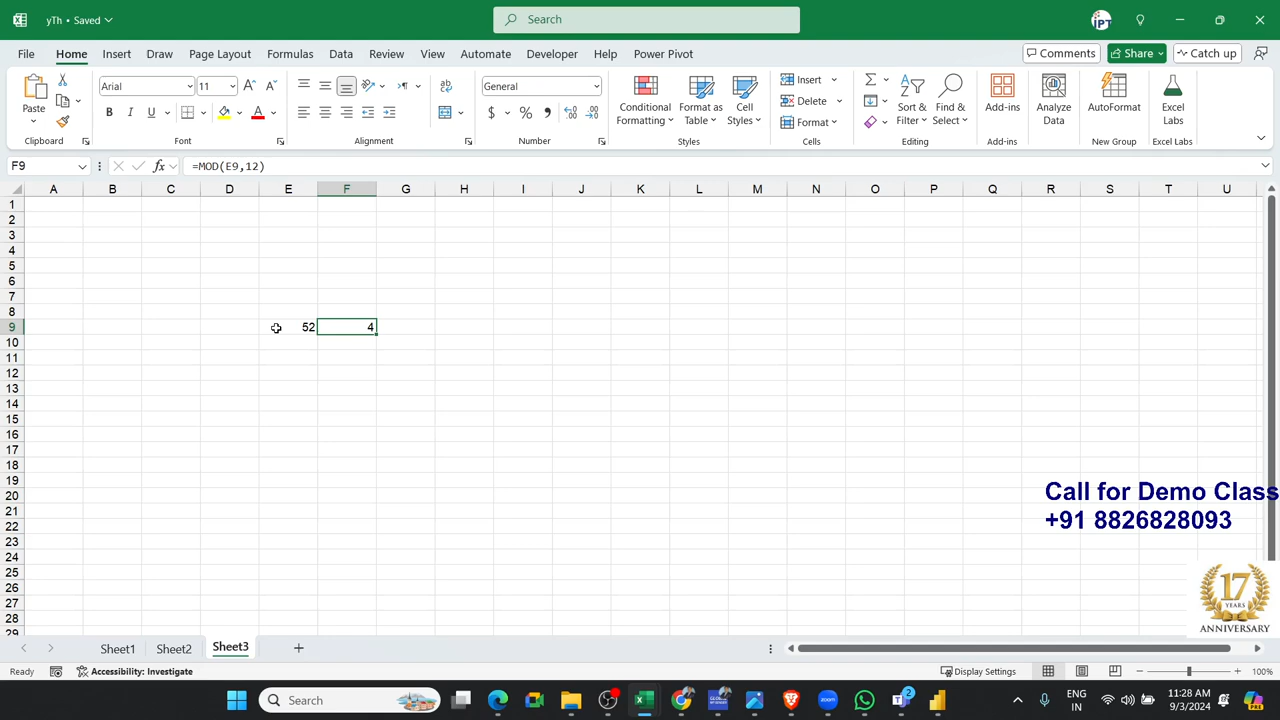 yTh • Saved
Search
File Home Insert Draw Page Layout Formulas Data Review View Automate Developer Help Power Pivot
Comments Share Catch up
Paste
Clipboard
Arial 11
B I U
Font
Alignment
General
$ % ,
Number
Conditional Formatting
Format as Table
Cell Styles
Styles
Insert
Delete
Format
Cells
Sort & Filter
Find & Select
Editing
Add-ins
Add-ins
Analyze Data
AutoFormat
New Group
Excel Labs
Excel Labs
F9 fx =MOD(E9,12)
A B C D E F G H I J K L M N O P Q R S T U
1
2
3
4
5
6
7
8
9 52 4
10
11
12
13
14
15
16
17
18
19
20
21
22
23
24
25
26
27
28
29
Call for Demo Class
+91 8826828093
17
YEARS
ANNIVERSARY
Sheet1 Sheet2 Sheet3
Ready Accessibility: Investigate Display Settings 100%
Search
ENG
IN
11:28 AM
9/3/2024